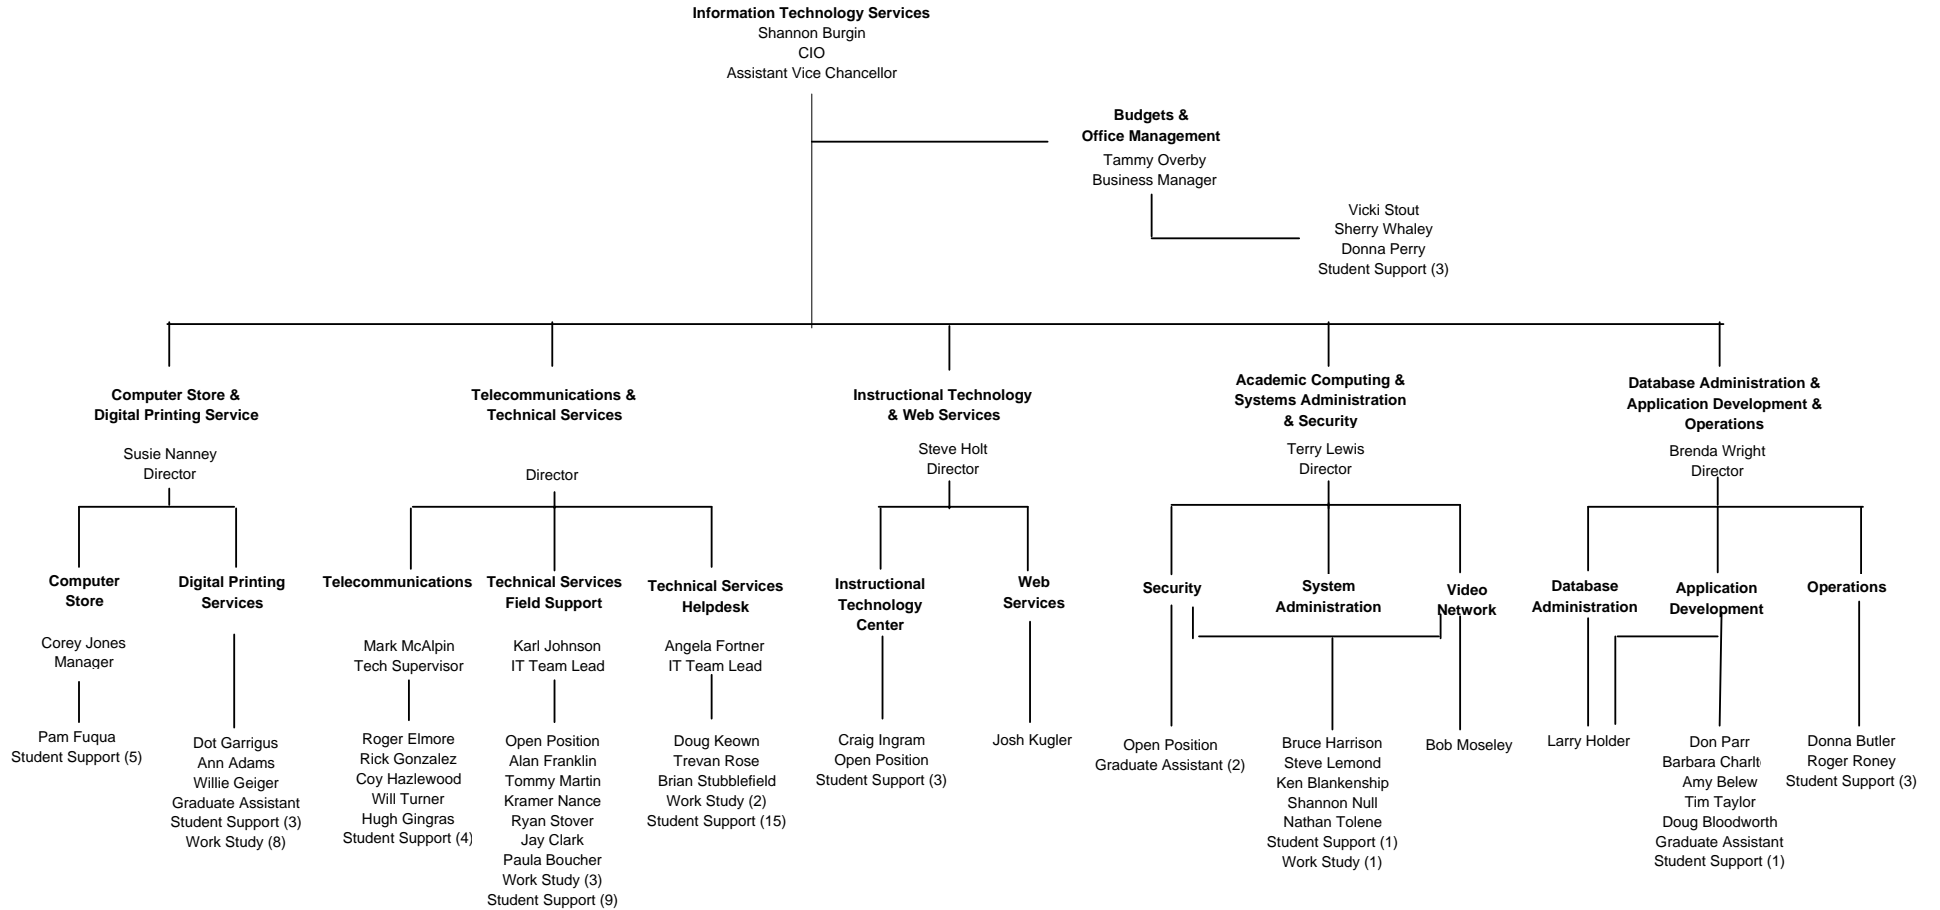 Information Technology Services
Shannon Burgin
CIO
Assistant Vice Chancellor
Budgets &
Office Management
Tammy Overby
Business Manager
Vicki Stout
Sherry Whaley
Donna Perry
Student Support (3)
Computer Store &
Digital Printing Service
Susie Nanney
Director
Telecommunications &
Technical Services
Director
Instructional Technology
& Web Services
Steve Holt
Director
Academic Computing &
Systems Administration
& Security
Terry Lewis
Director
Database Administration &
Application Development &
Operations
Brenda Wright
Director
Computer
Store
Corey Jones
Manager
Pam Fuqua
Student Support (5)
Digital Printing
Services
Dot Garrigus
Ann Adams
Willie Geiger
Graduate Assistant
Student Support (3)
Work Study (8)
Telecommunications
Mark McAlpin
Tech Supervisor
Roger Elmore
Rick Gonzalez
Coy Hazlewood
Will Turner
Hugh Gingras
Student Support (4)
Technical Services
Field Support
Karl Johnson
IT Team Lead
Open Position
Alan Franklin
Tommy Martin
Kramer Nance
Ryan Stover
Jay Clark
Paula Boucher
Work Study (3)
Student Support (9)
Technical Services
Helpdesk
Angela Fortner
IT Team Lead
Doug Keown
Trevan Rose
Brian Stubblefield
Work Study (2)
Student Support (15)
Instructional
Technology
Center
Craig Ingram
Open Position
Student Support (3)
Web
Services
Josh Kugler
Security
Open Position
Graduate Assistant (2)
System
Administration
Bruce Harrison
Steve Lemond
Ken Blankenship
Shannon Null
Nathan Tolene
Student Support (1)
Work Study (1)
Video
Network
Bob Moseley
Database
Administration
Larry Holder
Application
Development
Don Parr
Barbara Charlt
Amy Belew
Tim Taylor
Doug Bloodworth
Graduate Assistant
Student Support (1)
Operations
Donna Butler
Roger Roney
Student Support (3)